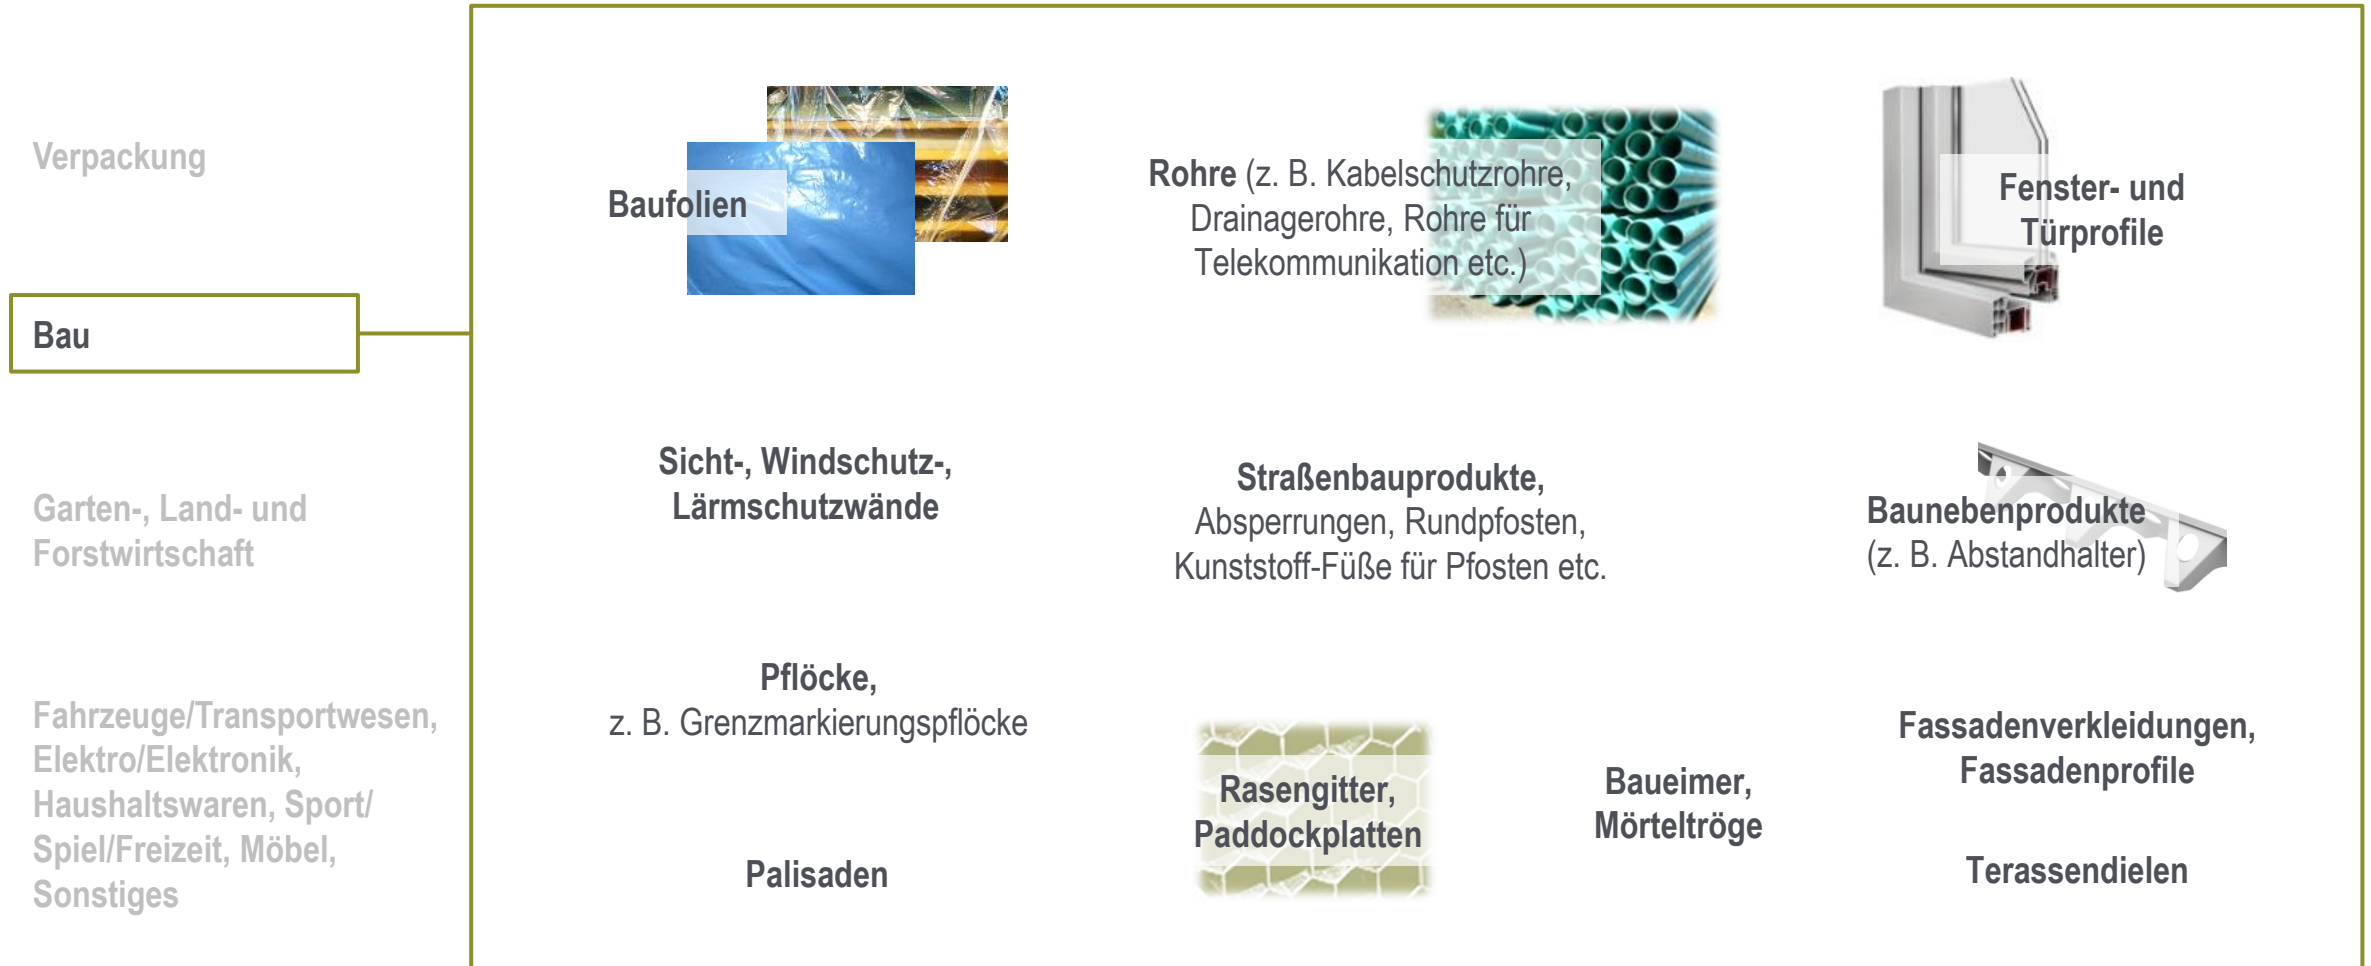 Verpackung
Bau
Garten-, Land- und
Forstwirtschaft
Fahrzeuge/Transportwesen,
Elektro/Elektronik,
Haushaltswaren, Sport/
Spiel/Freizeit, Möbel,
Sonstiges
Baufolien
Rohre (z. B. Kabelschutzrohre,
Drainagerohre, Rohre für
Telekommunikation etc.)
Fenster- und
Türprofile
Sicht-, Windschutz-,
Lärmschutzwände
Straßenbauprodukte,
Absperrungen, Rundpfosten,
Kunststoff-Füße für Pfosten etc.
Baunebenprodukte
(z. B. Abstandhalter)
Pflöcke,
z. B. Grenzmarkierungspflöcke
Palisaden
Rasengitter,
Paddockplatten
Baueimer,
Mörteltröge
Fassadenverkleidungen,
Fassadenprofile
Terassendielen